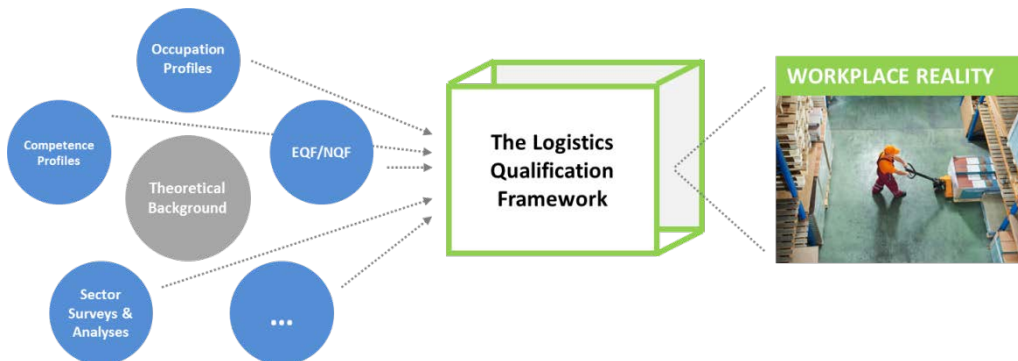 Occupation
Profiles
Competence
Profiles
EQF/NQF
Theoretical
Background
Sector
Surveys &
Analyses
...
The Logistics
Qualification
Framework
WORKPLACE REALITY